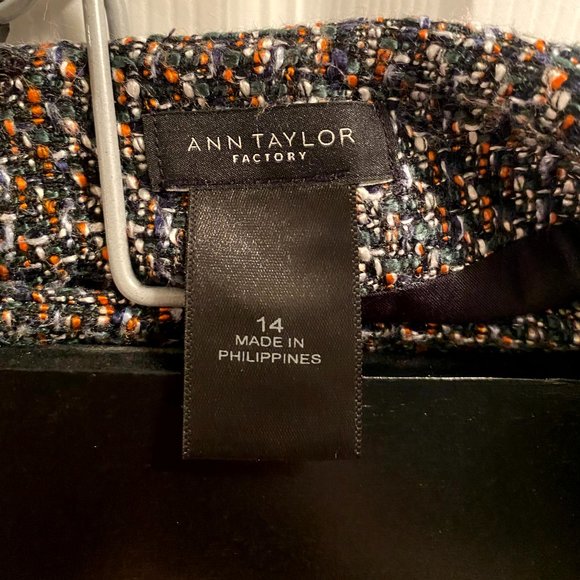 ANN TAYLOR
FACTORY
14
MADE IN
PHILIPPINES